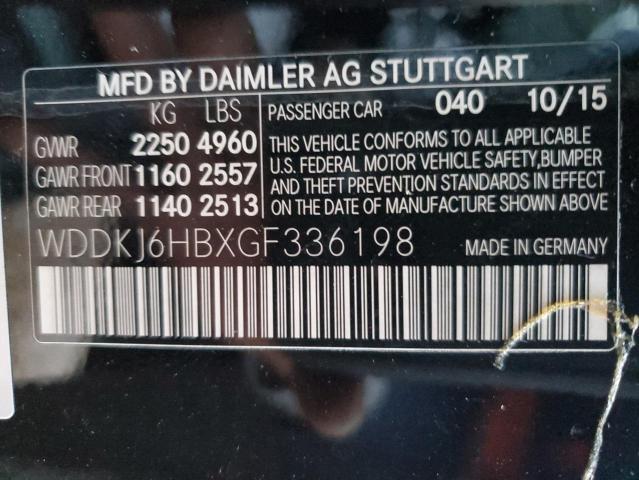 MFD BY DAIMLER AG STUTTGART
KG LBS
GVWR 2250 4960
GAWR FRONT 1160 2557
GAWR REAR 1140 2513
PASSENGER CAR 040 10/15
THIS VEHICLE CONFORMS TO ALL APPLICABLE
U.S. FEDERAL MOTOR VEHICLE SAFETY,BUMPER
AND THEFT PREVENTION STANDARDS IN EFFECT
ON THE DATE OF MANUFACTURE SHOWN ABOVE
WDDKJ6HBXGF336198 MADE IN GERMANY